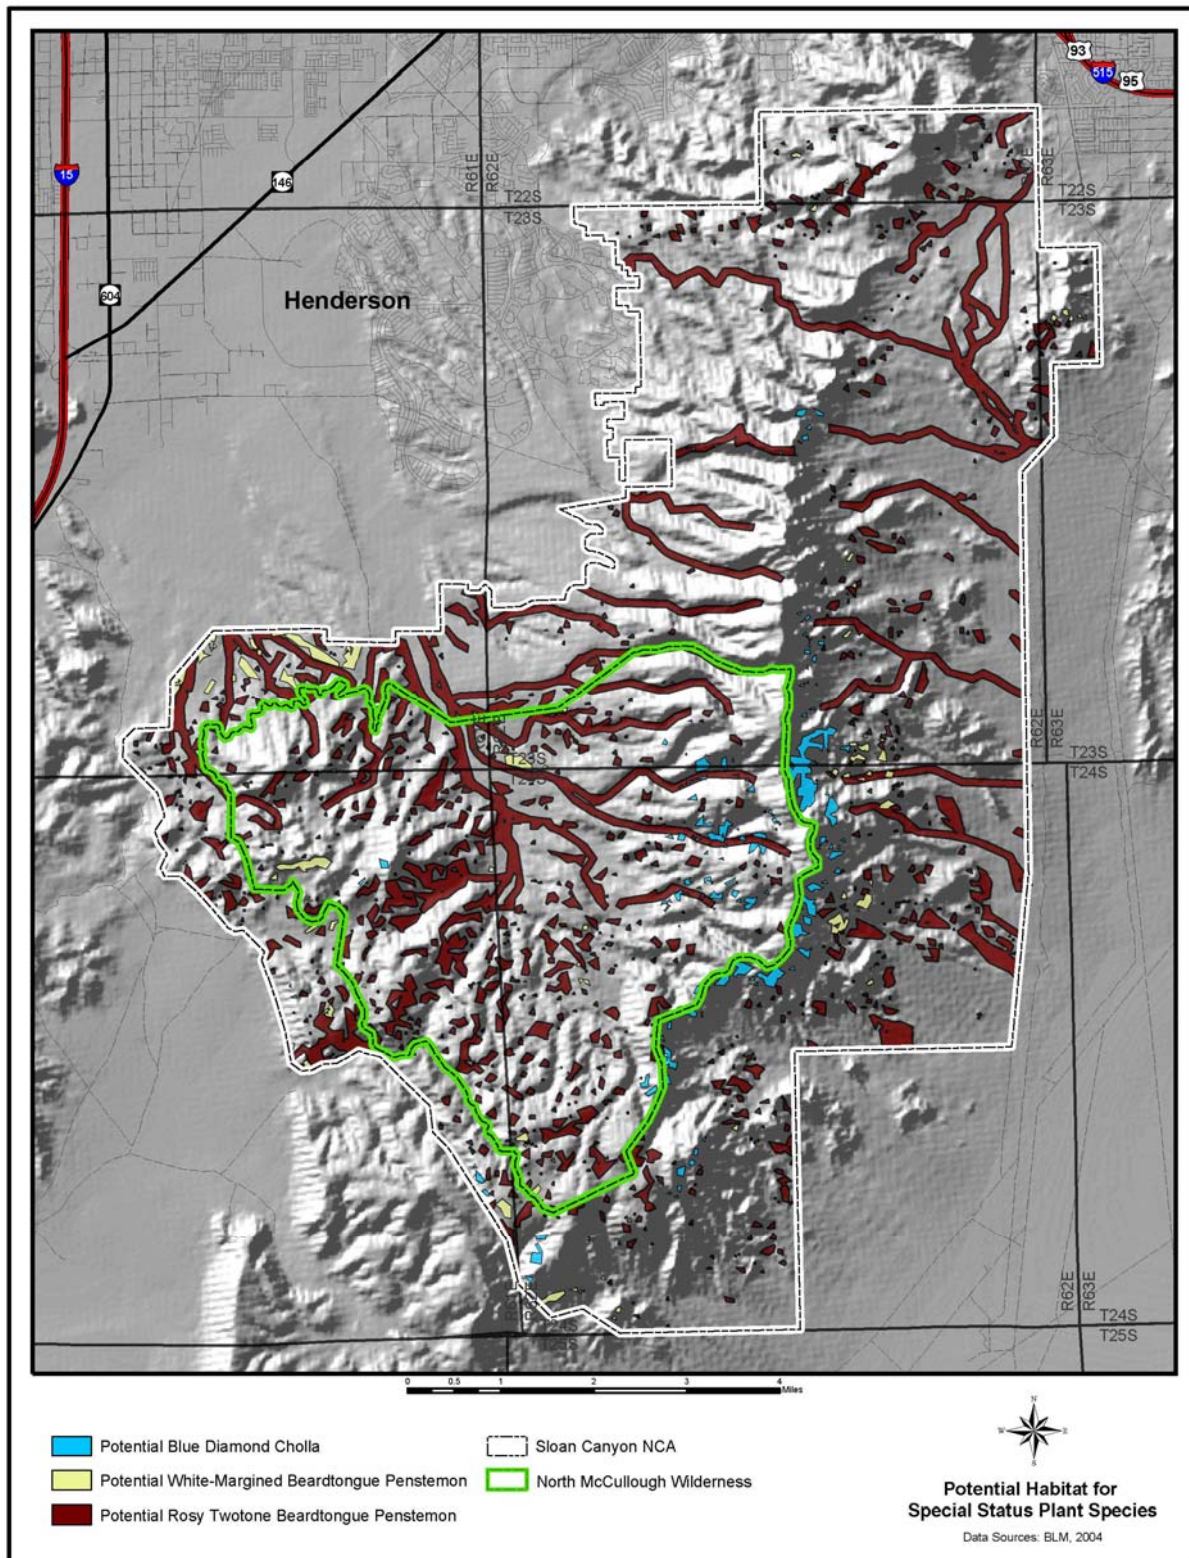 93
515
95
15
146
R61E
R62E
R62E
R63E
T22S
T23S
T22S
T23S
604
Henderson
T23S
R62E
R63E
T23S
T24S
R62E
R63E
T24S
T25S
0 0.5 1 2 3 4
Miles
Potential Blue Diamond Cholla
Potential White-Margined Beardtongue Penstemon
Potential Rosy Twotone Beardtongue Penstemon
Sloan Canyon NCA
North McCullough Wilderness
N
W E
S
Potential Habitat for
Special Status Plant Species
Data Sources: BLM, 2004